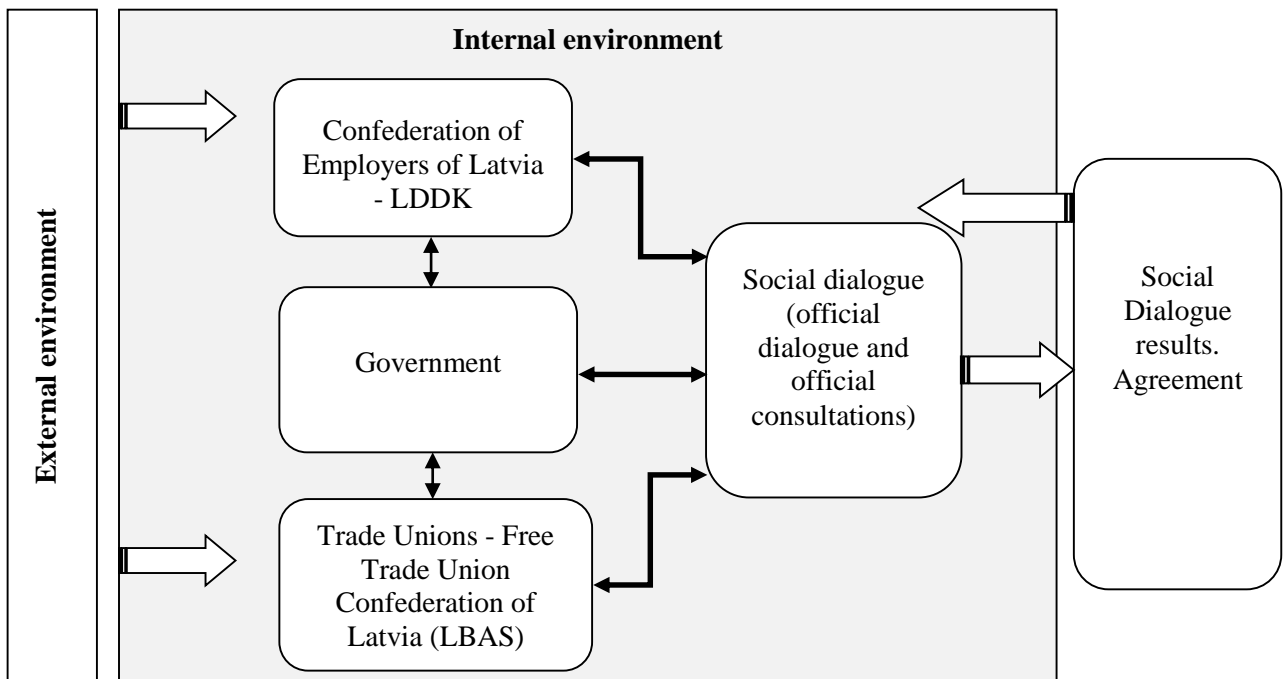 External environment
Internal environment
Confederation of
Employers of Latvia
- LDDK
Government
Trade Unions - Free
Trade Union
Confederation of
Latvia (LBAS)
Social dialogue
(official
dialogue and
official
consultations)
Social
Dialogue
results.
Agreement